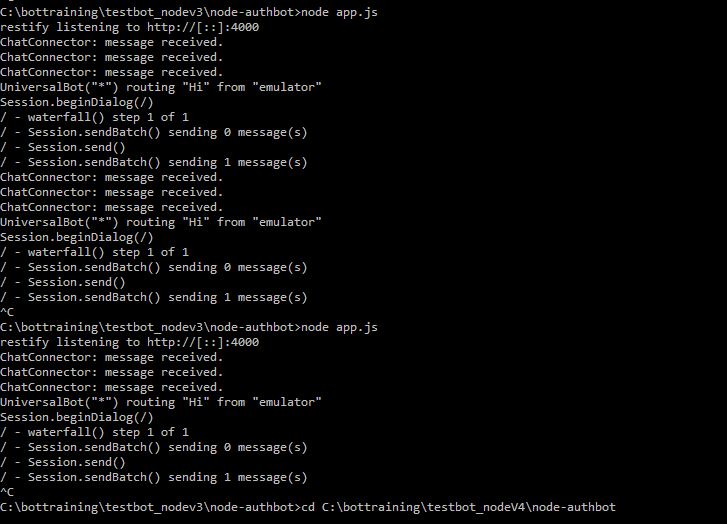 C:\bottraining\testbot_nodev3\node-authbot>node app.js
restify listening to http://[::]:4000
ChatConnector: message received.
ChatConnector: message received.
ChatConnector: message received.
UniversalBot("*") routing "Hi" from "emulator"
Session.beginDialog(/)
/ - waterfall() step 1 of 1
/ - Session.sendBatch() sending 0 message(s)
/ - Session.send()
/ - Session.sendBatch() sending 1 message(s)
ChatConnector: message received.
ChatConnector: message received.
ChatConnector: message received.
UniversalBot("*") routing "Hi" from "emulator"
Session.beginDialog(/)
/ - waterfall() step 1 of 1
/ - Session.sendBatch() sending 0 message(s)
/ - Session.send()
/ - Session.sendBatch() sending 1 message(s)
^C
C:\bottraining\testbot_nodev3\node-authbot>node app.js
restify listening to http://[::]:4000
ChatConnector: message received.
ChatConnector: message received.
ChatConnector: message received.
UniversalBot("*") routing "Hi" from "emulator"
Session.beginDialog(/)
/ - waterfall() step 1 of 1
/ - Session.sendBatch() sending 0 message(s)
/ - Session.send()
/ - Session.sendBatch() sending 1 message(s)
^C
C:\bottraining\testbot_nodev3\node-authbot>cd C:\bottraining\testbot_nodeV4\node-authbot